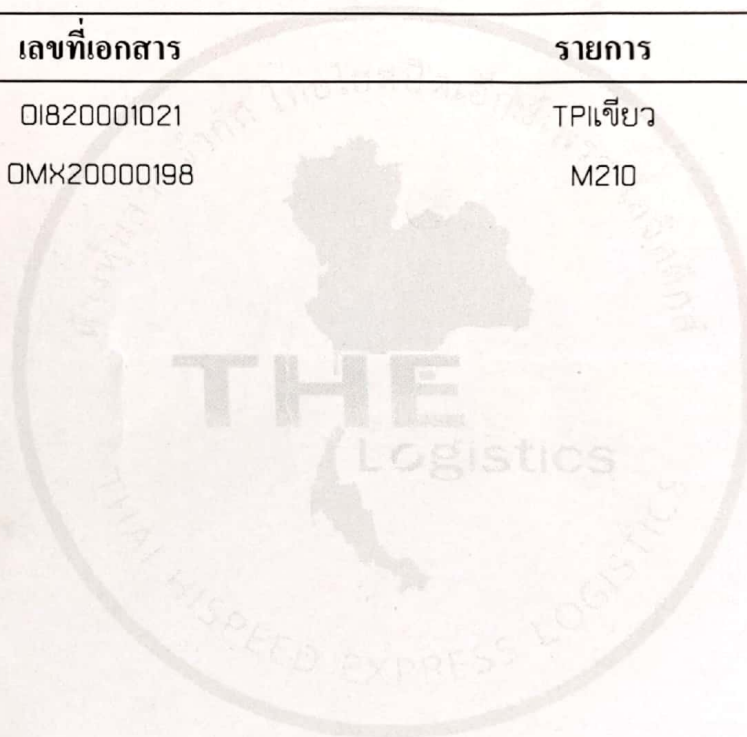 เลขที่เอกสาร รายการ
OI820001021 TPIเขียว
OMX20000198 M210
THE
Logistics
THAI HISPEED EXPRESS LOGISTICS